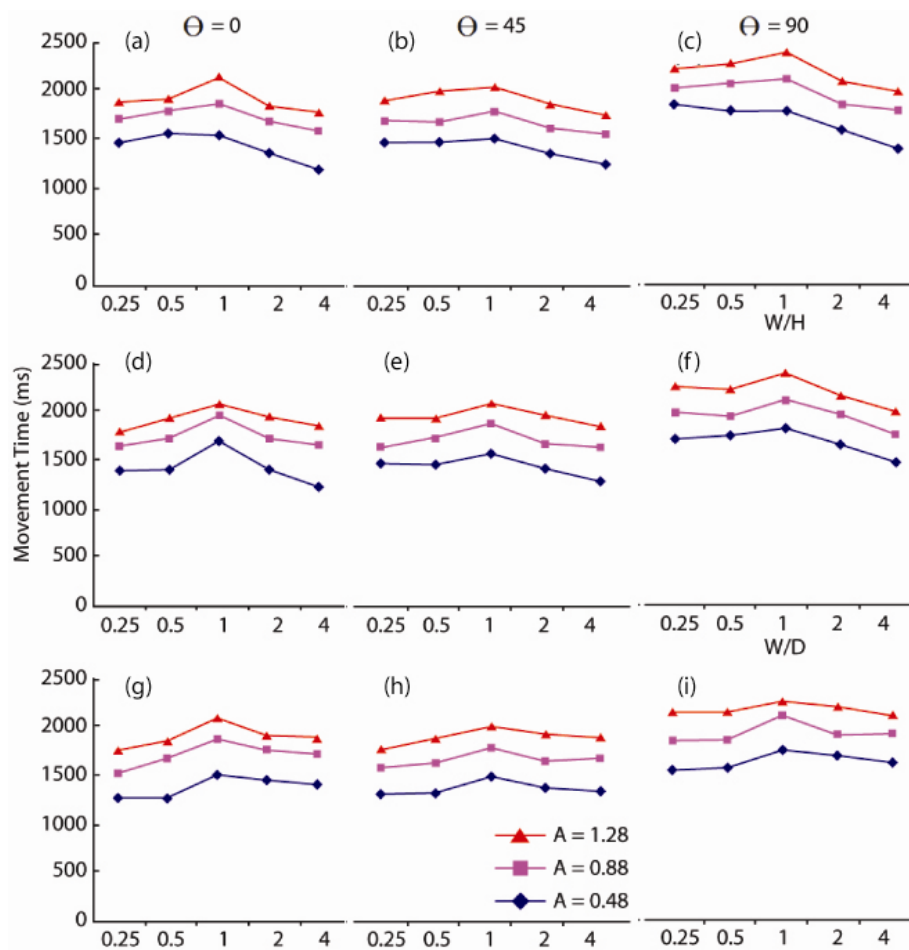 Θ = 0
Θ = 45
Θ = 90
(a)
(b)
(c)
2500
2000
1500
1000
500
0
0.25 0.5 1 2 4
0.25 0.5 1 2 4
0.25 0.5 1 2 4
W/H
Movement Time (ms)
(d)
(e)
(f)
2500
2000
1500
1000
500
0
0.25 0.5 1 2 4
0.25 0.5 1 2 4
0.25 0.5 1 2 4
W/D
(g)
(h)
(i)
2500
2000
1500
1000
500
0
A = 1.28
A = 0.88
A = 0.48
0.25 0.5 1 2 4
0.25 0.5 1 2 4
0.25 0.5 1 2 4